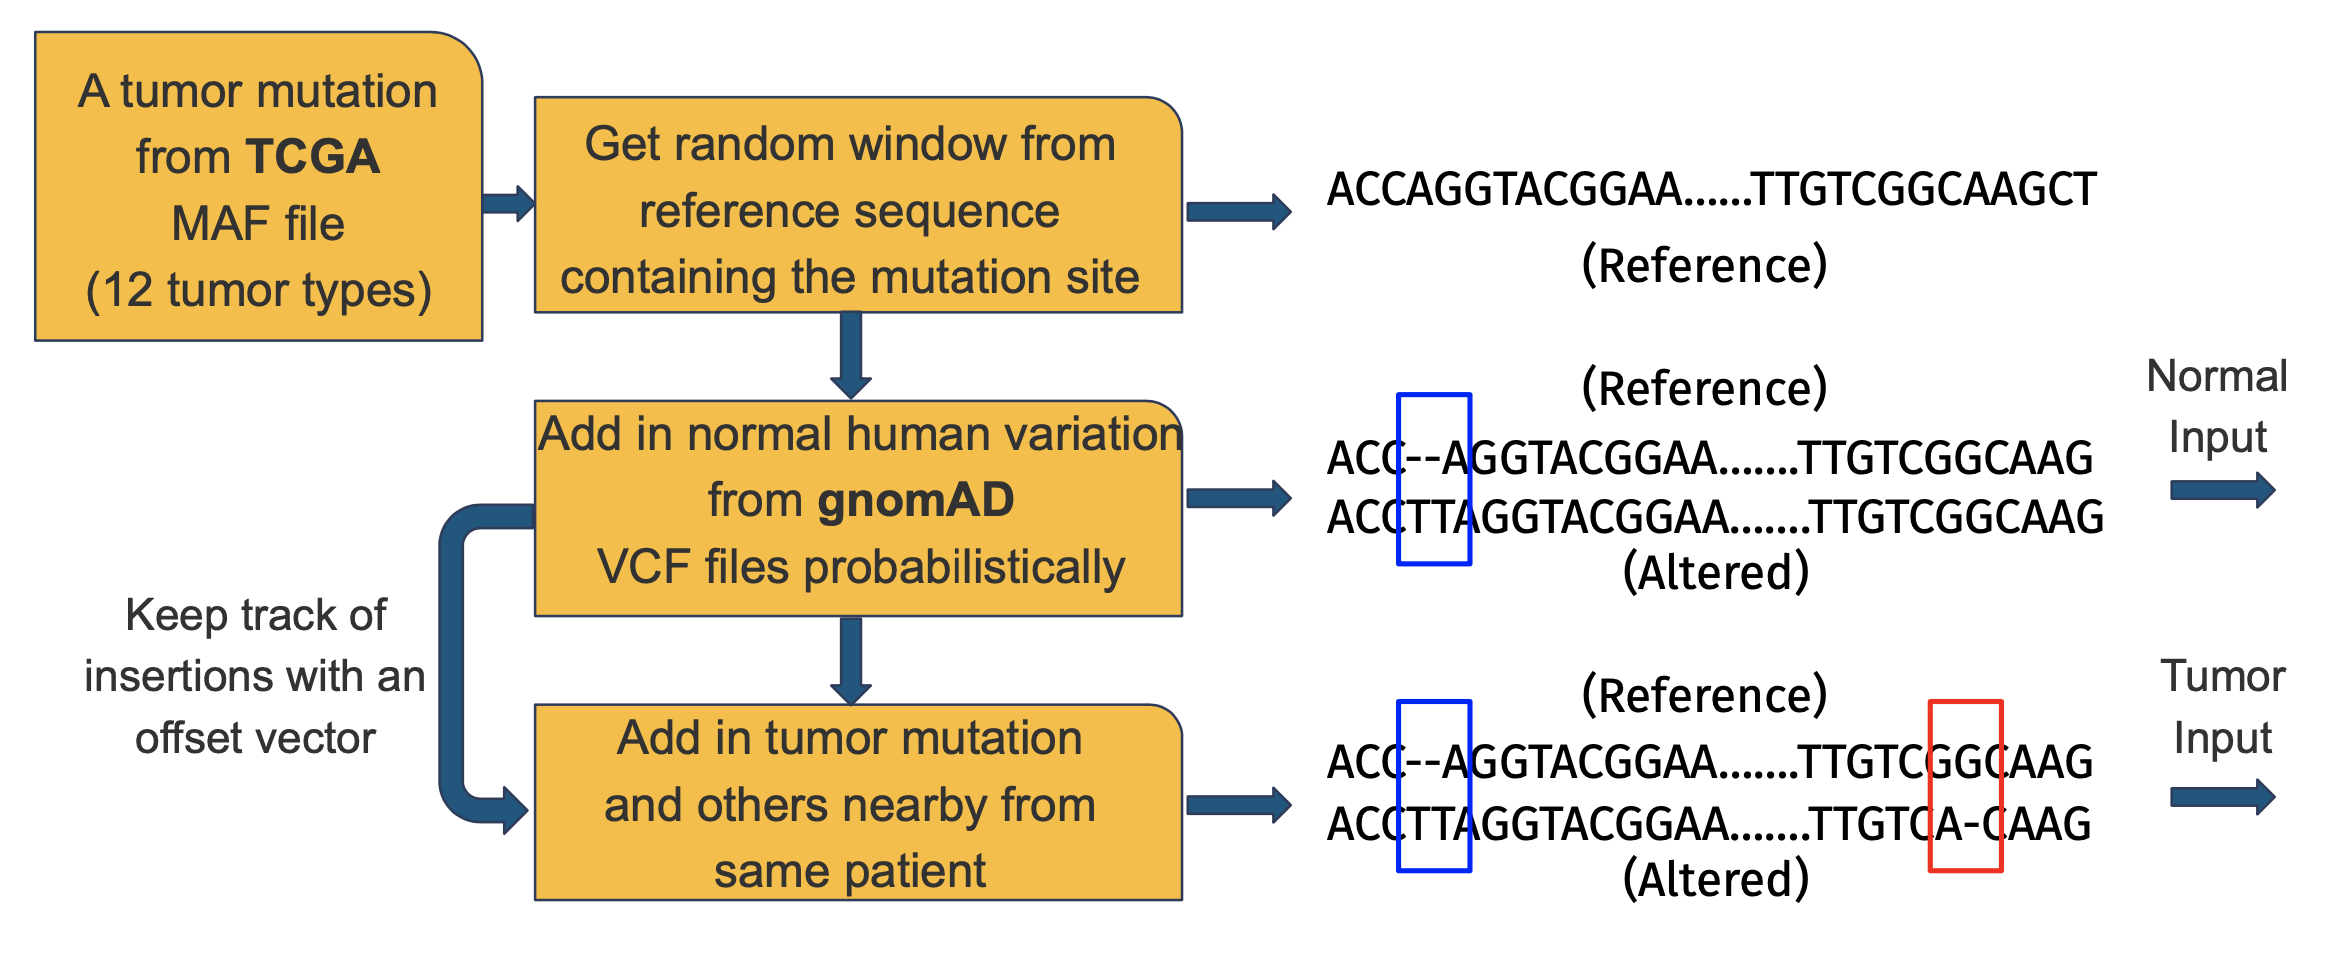 A tumor mutation
from TCGA
MAF file
(12 tumor types)
Get random window from
reference sequence
containing the mutation site
ACCAGGTACGGAA......TTGTCGGCAAGCT
(Reference)
Add in normal human variation
from gnomAD
VCF files probabilistically
(Reference)
ACC--AGGTACGGAA.......TTGTCGGCAAG
ACCTTAGGTACGGAA.......TTGTCGGCAAG
(Altered)
Normal
Input
Keep track of
insertions with an
offset vector
Add in tumor mutation
and others nearby from
same patient
(Reference)
ACC--AGGTACGGAA.......TTGTCGGCAAG
ACCTTAGGTACGGAA.......TTGTCA-CAAG
(Altered)
Tumor
Input